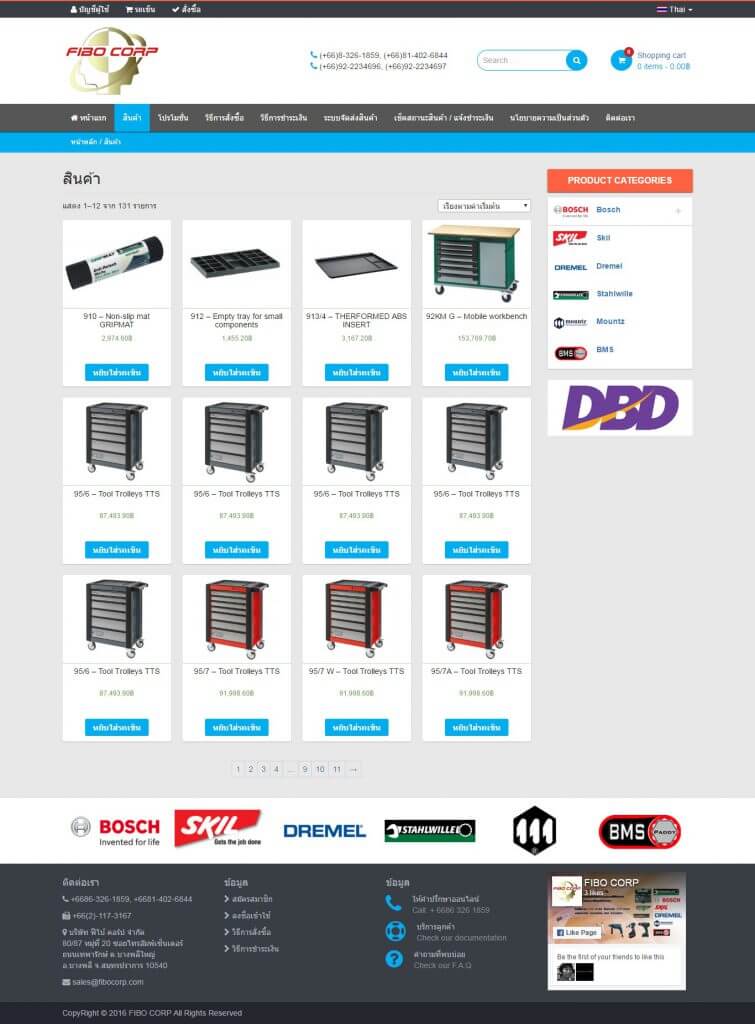 บัญชีผู้ใช้ รถเข็น สั่งซื้อ Thai
FIBO CORP
(+66)8-326-1859, (+66)81-402-6844
(+66)92-2234696, (+66)92-2234697
Search
0
Shopping cart
0 items - 0.00฿
หน้าแรก สินค้า โปรโมชั่น วิธีการสั่งซื้อ วิธีการชำระเงิน ระบบจัดส่งสินค้า เช็คสถานะสินค้า / แจ้งชำระเงิน นโยบายความเป็นส่วนตัว ติดต่อเรา
หน้าหลัก / สินค้า
สินค้า
แสดง 1–12 จาก 131 รายการ
เรียงตามค่าเริ่มต้น
910 – Non-slip mat
GRIPMAT
2,974.60฿
หยิบใส่รถเข็น
912 – Empty tray for small
components
1,455.20฿
หยิบใส่รถเข็น
913/4 – THERFORMED ABS
INSERT
3,167.20฿
หยิบใส่รถเข็น
92KM G – Mobile workbench
153,769.70฿
หยิบใส่รถเข็น
95/6 – Tool Trolleys TTS
87,493.90฿
หยิบใส่รถเข็น
95/6 – Tool Trolleys TTS
87,493.90฿
หยิบใส่รถเข็น
95/6 – Tool Trolleys TTS
87,493.90฿
หยิบใส่รถเข็น
95/6 – Tool Trolleys TTS
87,493.90฿
หยิบใส่รถเข็น
95/6 – Tool Trolleys TTS
87,493.90฿
หยิบใส่รถเข็น
95/7 – Tool Trolleys TTS
91,998.60฿
หยิบใส่รถเข็น
95/7 W – Tool Trolleys TTS
91,998.60฿
หยิบใส่รถเข็น
95/7A – Tool Trolleys TTS
91,998.60฿
หยิบใส่รถเข็น
1 2 3 4 … 9 10 11 →
PRODUCT CATEGORIES
BOSCH Bosch +
SKIL Skil
DREMEL Dremel
STAHLWILLE Stahlwille
mountz Mountz
BMS BMS
DBD
BOSCH
Invented for life
SKIL
Gets the job done
DREMEL
STAHLWILLE
BMS PADDY
ติดต่อเรา
+6686-326-1859, +6681-402-6844
+66(2)-117-3167
บริษัท ฟีโบ้ คอร์ป จำกัด
80/87 หมู่ที่ 20 ซอยไทรอัมพ์เซ็นเตอร์
ถนนเทพารักษ์ ต.บางพลีใหญ่
อ.บางพลี จ.สมุทรปราการ 10540
sales@fibocorp.com
ข้อมูล
สมัครสมาชิก
ลงชื่อเข้าใช้
วิธีการสั่งซื้อ
วิธีการชำระเงิน
ข้อมูล
ให้คำปรึกษาออนไลน์
Call: + 6686 326 1859
บริการลูกค้า
Check our documentation
คำถามที่พบบ่อย
Check our F.A.Q
FIBO CORP
3 likes
Like Page
BOSCH
SKIL
DREMEL
Be the first of your friends to like this
CopyRight © 2016 FIBO CORP All Rights Reserved